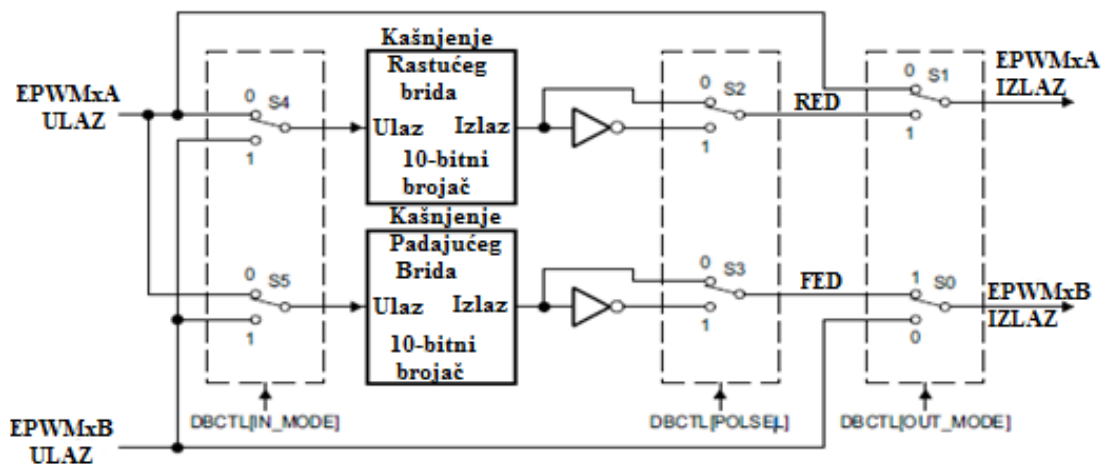 Kašnjenje
Rastućeg
brida
Ulaz Izlaz
10-bitni
brojač
EPWMxA
ULAZ
0 S4
1
0 S2
1
RED
0 S1
1
EPWMxA
IZLAZ
Kašnjenje
Padajućeg
Brida
Ulaz Izlaz
10-bitni
brojač
0 S5
1
0 S3
1
FED
1 S0
0
EPWMxB
IZLAZ
DBCTL[IN_MODE]
DBCTL[POLSEL]
DBCTL[OUT_MODE]
EPWMxB
ULAZ